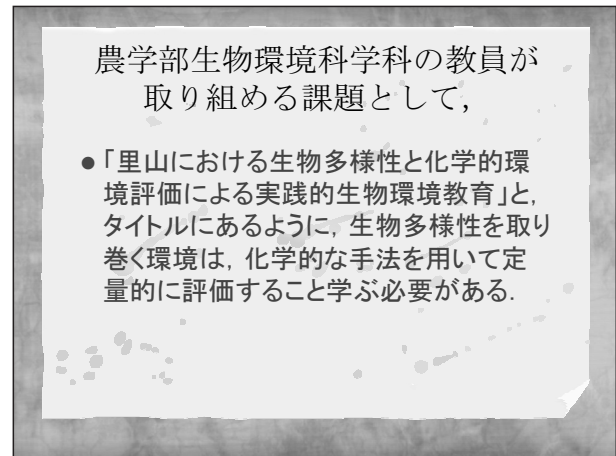 農学部生物環境科学科の教員が
取り組める課題として,
●「里山における生物多様性と化学的環
境評価による実践的生物環境教育」と,
タイトルにあるように, 生物多様性を取り
巻く環境は, 化学的な手法を用いて定
量的に評価すること学ぶ必要がある.